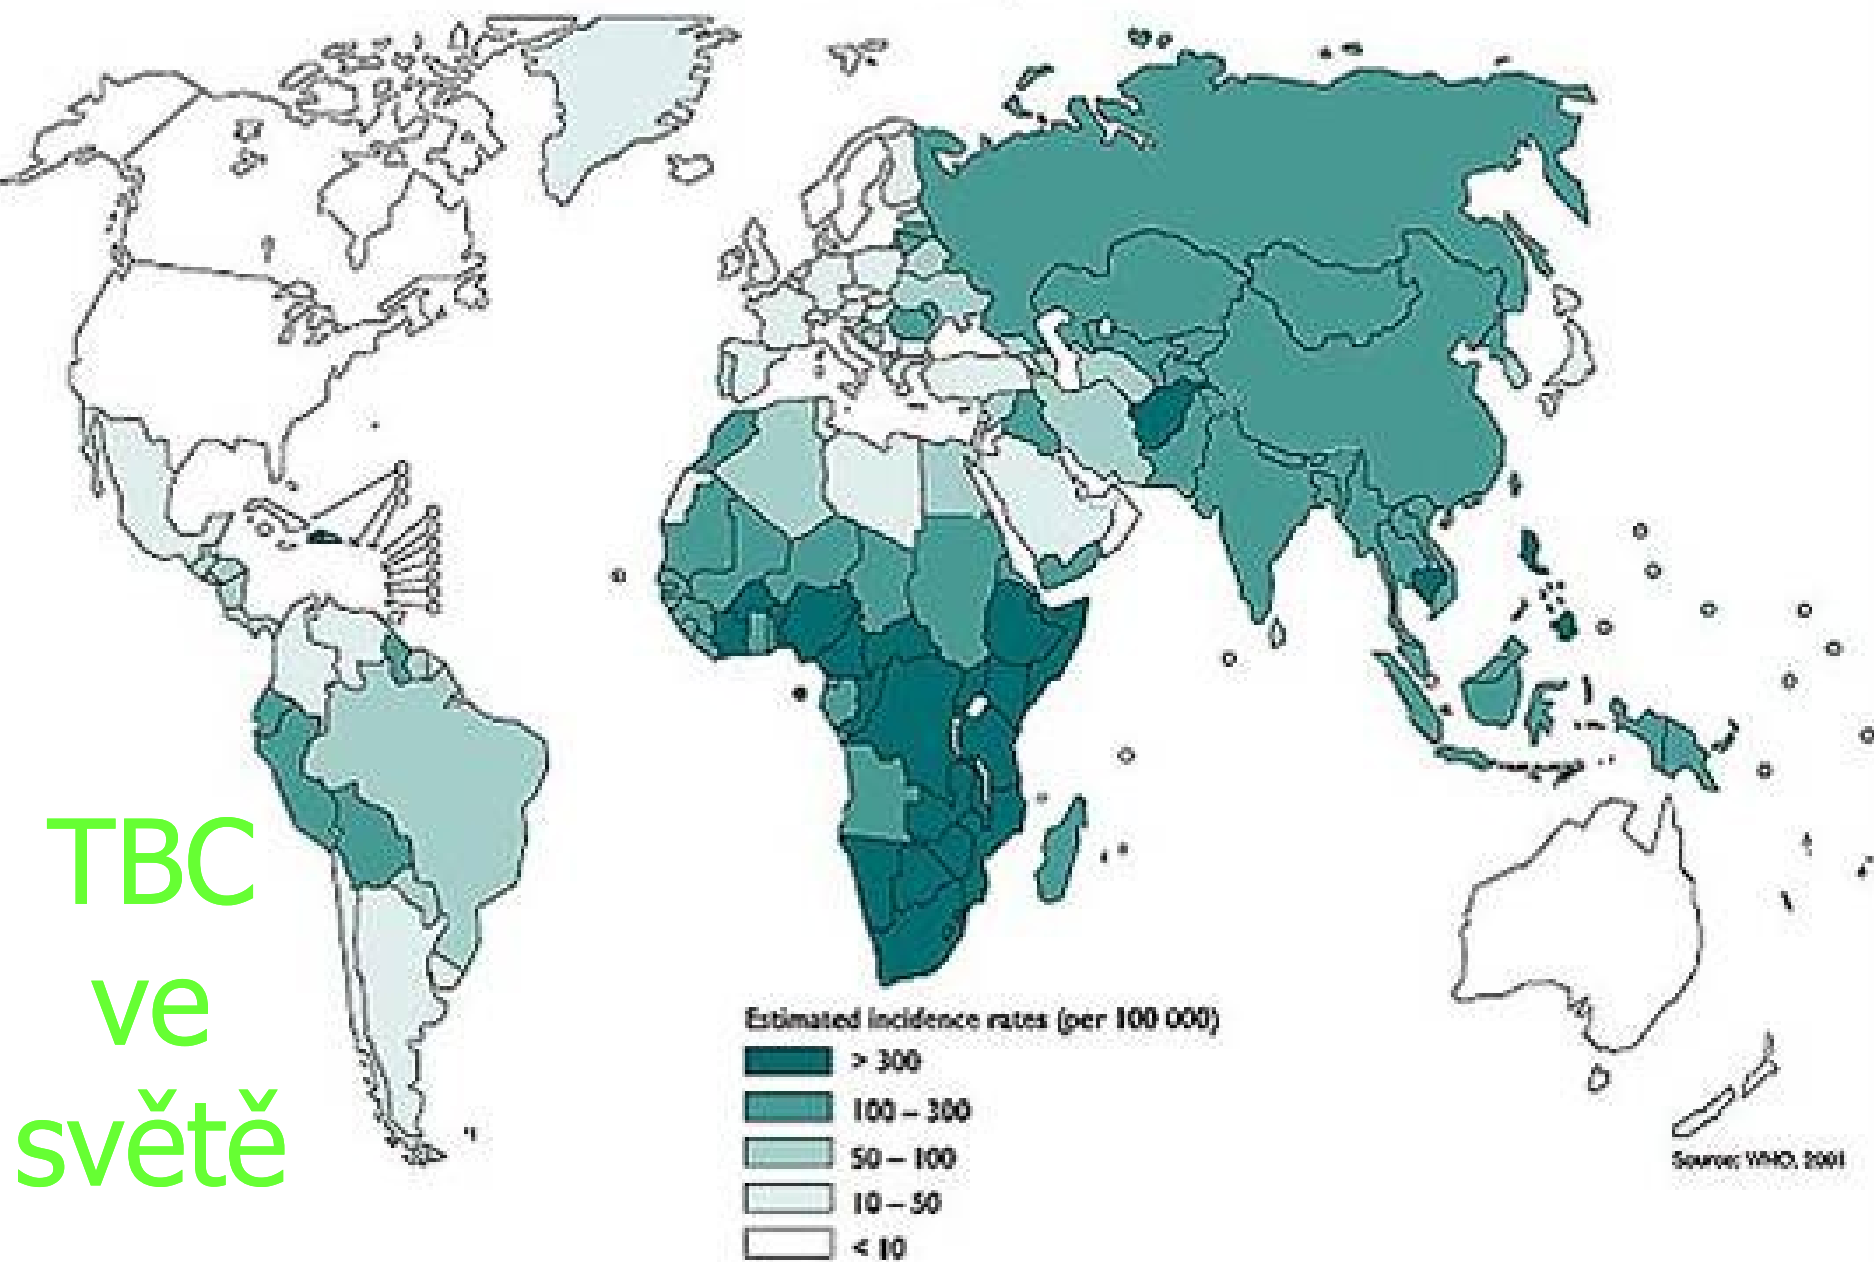 TBC
ve
světě
Estimated incidence rates (per 100 000)
> 300
100 – 300
50 – 100
10 – 50
< 10
Source: WHO, 2001